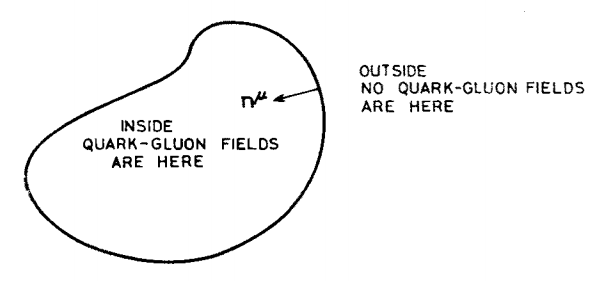 OUTSIDE
NO QUARK-GLUON FIELDS
ARE HERE
n^μ
INSIDE
QUARK-GLUON FIELDS
ARE HERE